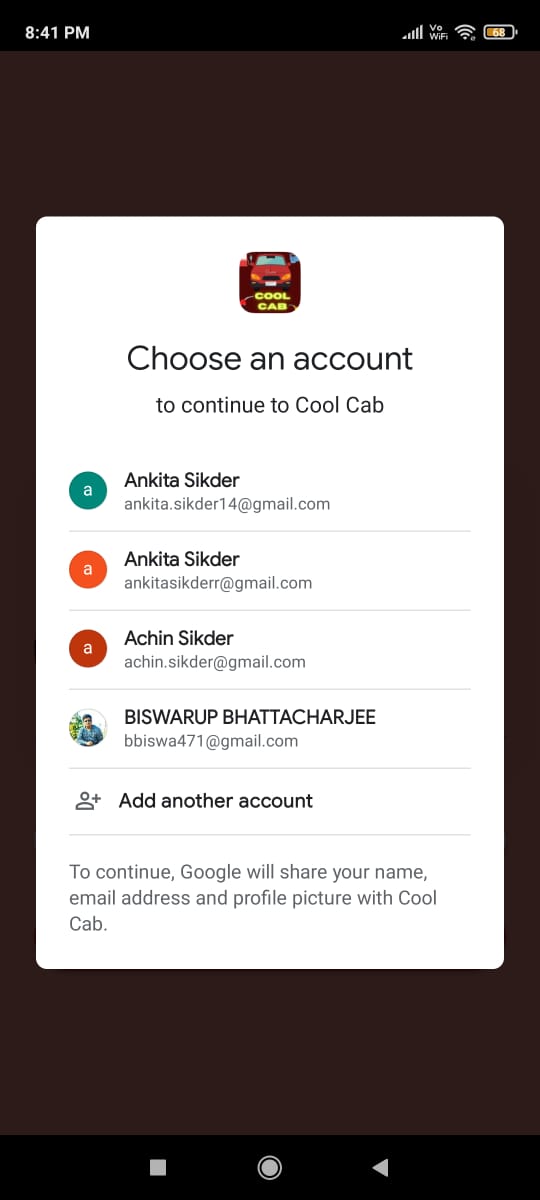 8:41 PM
Vo
WiFi
68
COOL
CAB
Choose an account
to continue to Cool Cab
a
Ankita Sikder
ankita.sikder14@gmail.com
a
Ankita Sikder
ankitasikderr@gmail.com
a
Achin Sikder
achin.sikder@gmail.com
BISWARUP BHATTACHARJEE
bbiswa471@gmail.com
Add another account
To continue, Google will share your name,
email address and profile picture with Cool
Cab.